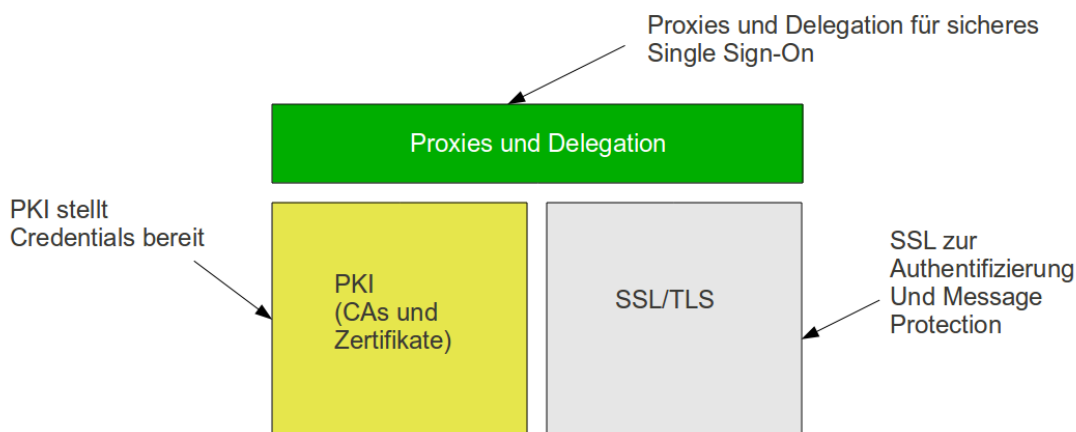 Proxies und Delegation für sicheres
Single Sign-On
Proxies und Delegation
PKI stellt
Credentials bereit
PKI
(CAs und
Zertifikate)
SSL/TLS
SSL zur
Authentifizierung
Und Message
Protection